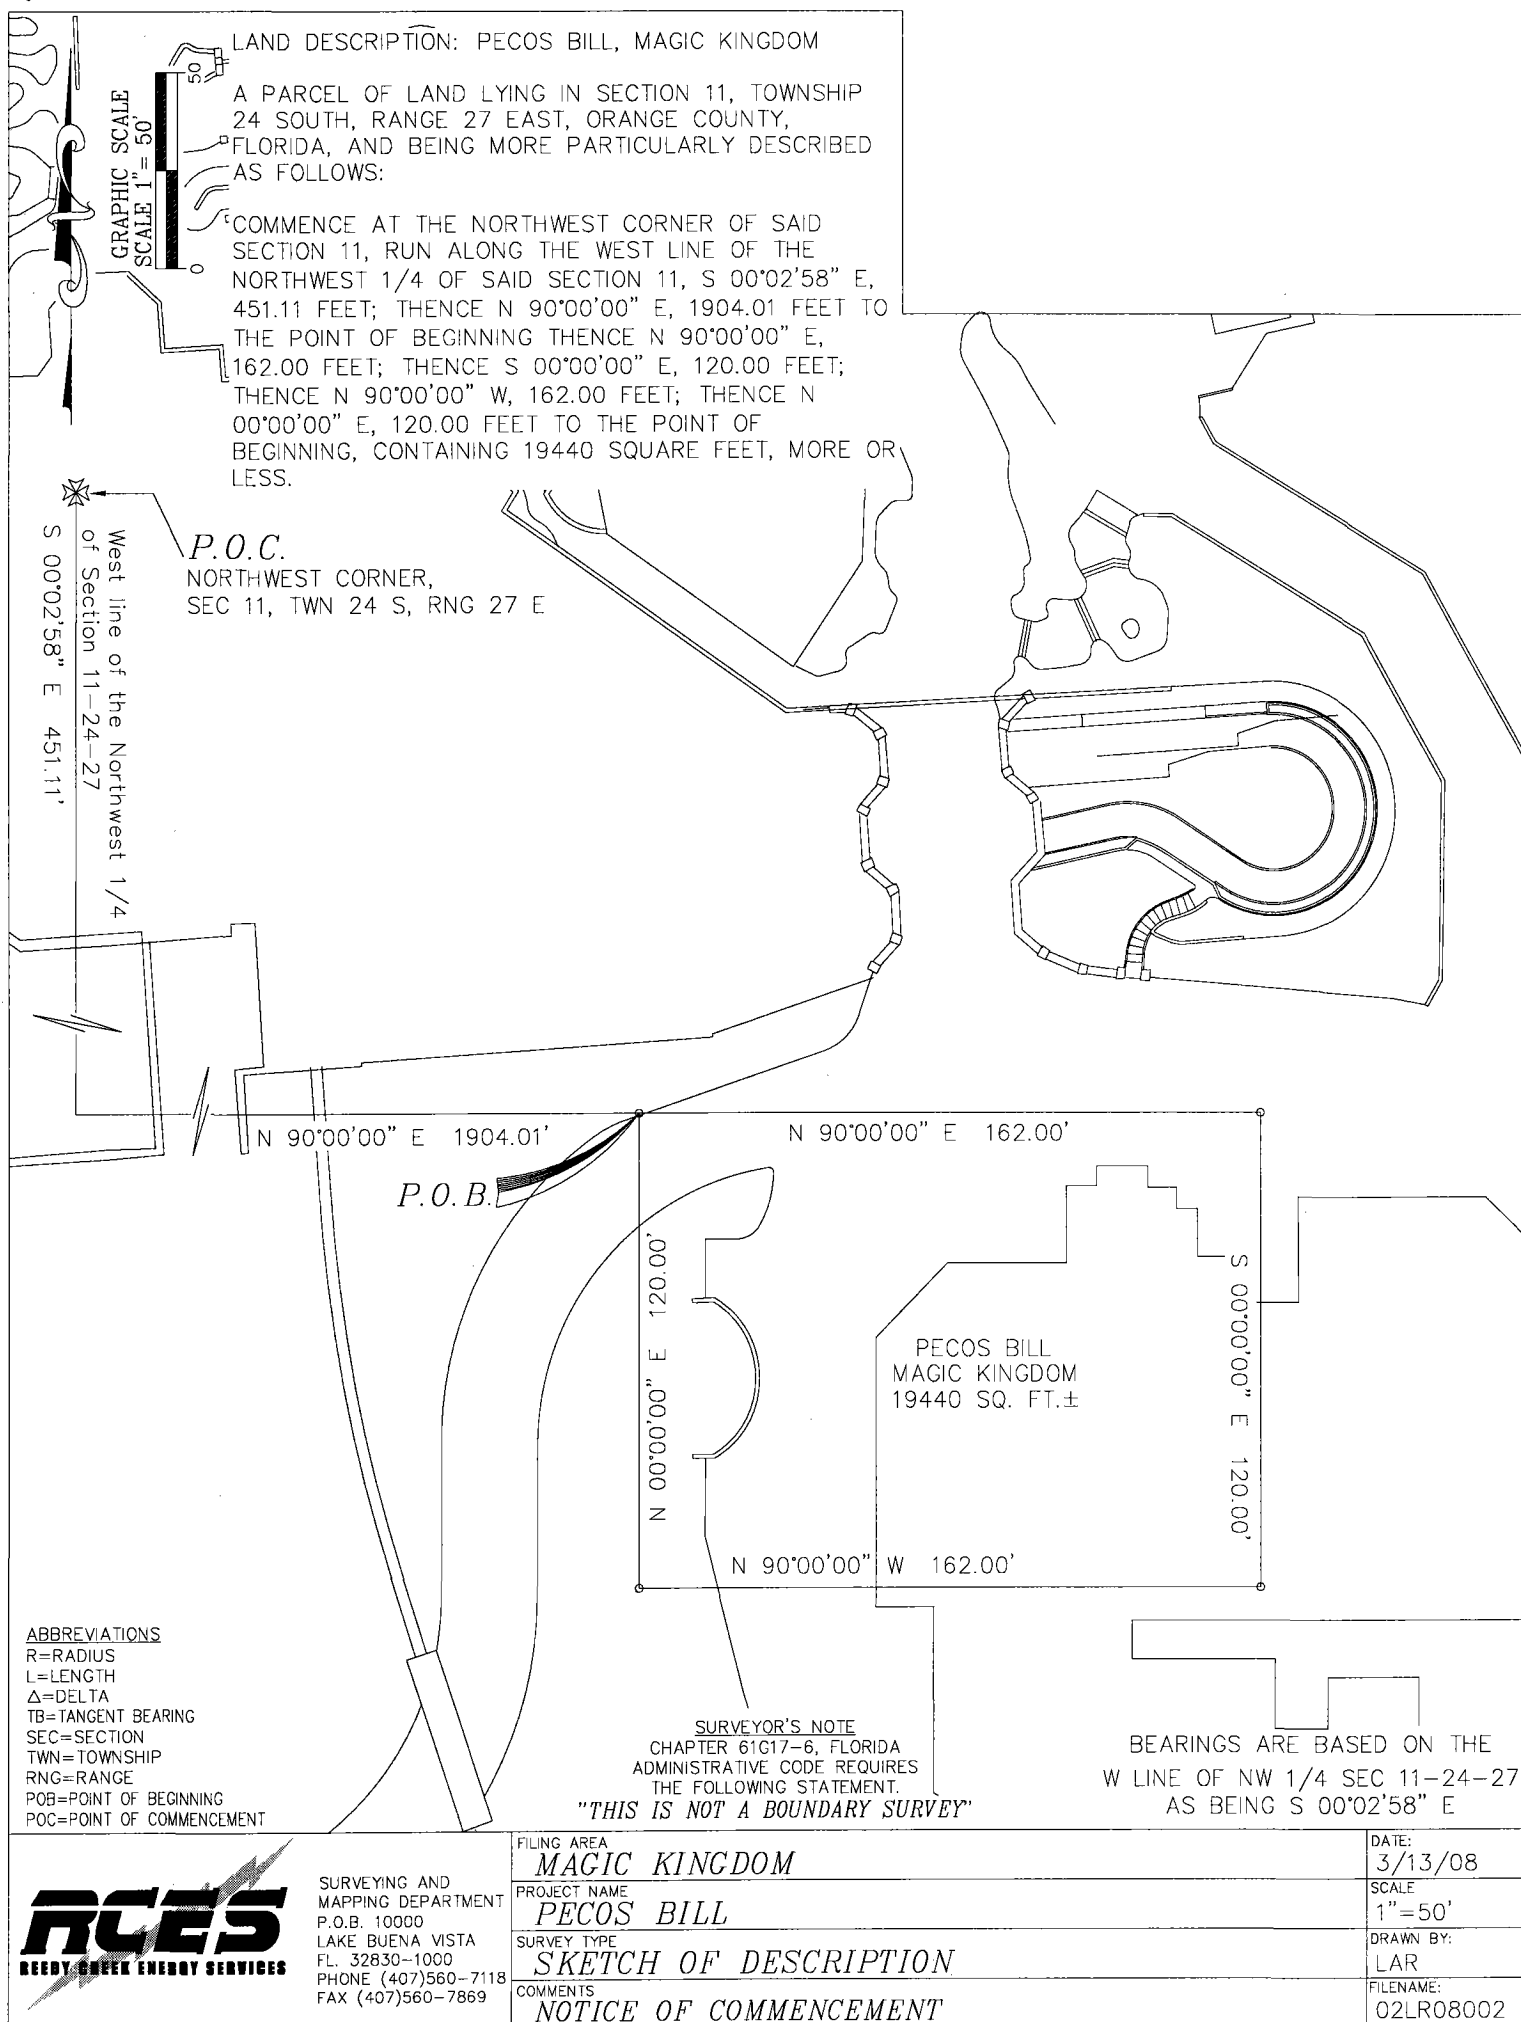 LAND DESCRIPTION: PECOS BILL, MAGIC KINGDOM
A PARCEL OF LAND LYING IN SECTION 11, TOWNSHIP
24 SOUTH, RANGE 27 EAST, ORANGE COUNTY,
FLORIDA, AND BEING MORE PARTICULARLY DESCRIBED
AS FOLLOWS:
COMMENCE AT THE NORTHWEST CORNER OF SAID
SECTION 11, RUN ALONG THE WEST LINE OF THE
NORTHWEST 1/4 OF SAID SECTION 11, S 00°02'58" E,
451.11 FEET; THENCE N 90°00'00" E, 1904.01 FEET TO
THE POINT OF BEGINNING THENCE N 90°00'00" E,
162.00 FEET; THENCE S 00°00'00" E, 120.00 FEET;
THENCE N 90°00'00" W, 162.00 FEET; THENCE N
00°00'00" E, 120.00 FEET TO THE POINT OF
BEGINNING, CONTAINING 19440 SQUARE FEET, MORE OR
LESS.
GRAPHIC SCALE
SCALE 1"= 50'
0
50
P.O.C.
NORTHWEST CORNER,
SEC 11, TWN 24 S, RNG 27 E
West line of the Northwest 1/4
of Section 11-24-27
S 00°02'58" E 451.11'
N 90°00'00" E 1904.01'
N 90°00'00" E 162.00'
P.O.B.
N 00°00'00" E 120.00'
S 00°00'00" E 120.00'
PECOS BILL
MAGIC KINGDOM
19440 SQ. FT.±
N 90°00'00" W 162.00'
ABBREVIATIONS
R=RADIUS
L=LENGTH
Δ=DELTA
TB=TANGENT BEARING
SEC=SECTION
TWN=TOWNSHIP
RNG=RANGE
POB=POINT OF BEGINNING
POC=POINT OF COMMENCEMENT
SURVEYOR'S NOTE
CHAPTER 61G17-6, FLORIDA
ADMINISTRATIVE CODE REQUIRES
THE FOLLOWING STATEMENT.
"THIS IS NOT A BOUNDARY SURVEY"
BEARINGS ARE BASED ON THE
W LINE OF NW 1/4 SEC 11-24-27
AS BEING S 00°02'58" E
RCES
REEDY CREEK ENERGY SERVICES
SURVEYING AND
MAPPING DEPARTMENT
P.O.B. 10000
LAKE BUENA VISTA
FL. 32830-1000
PHONE (407)560-7118
FAX (407)560-7869
FILING AREA
MAGIC KINGDOM
PROJECT NAME
PECOS BILL
SURVEY TYPE
SKETCH OF DESCRIPTION
COMMENTS
NOTICE OF COMMENCEMENT
DATE:
3/13/08
SCALE
1"=50'
DRAWN BY:
LAR
FILENAME:
02LR08002